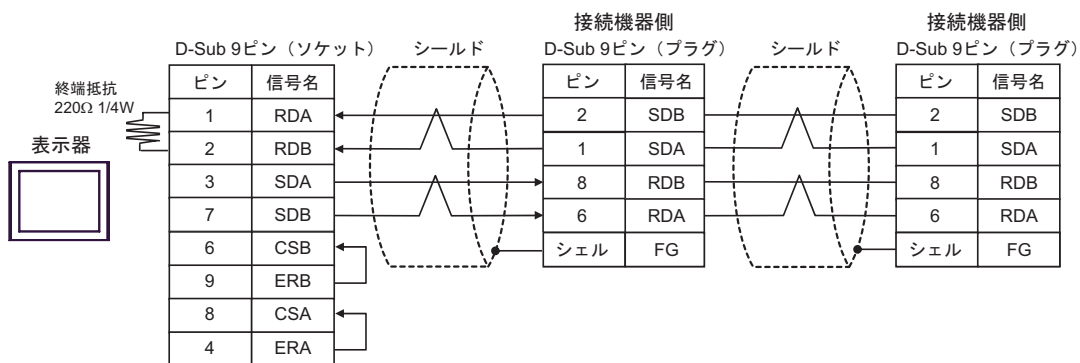 接続機器側
接続機器側
D-Sub 9ピン（ソケット）
シールド
D-Sub 9ピン（プラグ）
シールド
D-Sub 9ピン（プラグ）
終端抵抗
220Ω 1/4W
表示器
ピン 信号名
1 RDA
2 RDB
3 SDA
7 SDB
6 CSB
9 ERB
8 CSA
4 ERA
ピン 信号名
2 SDB
1 SDA
8 RDB
6 RDA
シェル FG
ピン 信号名
2 SDB
1 SDA
8 RDB
6 RDA
シェル FG